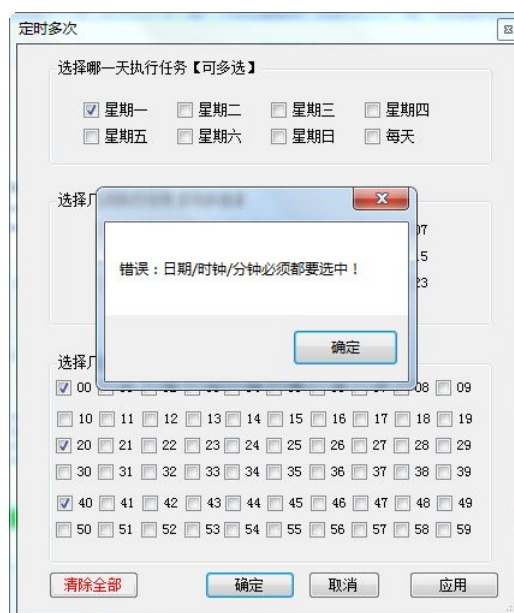 定时多次
选择哪一天执行任务【可多选】
星期一 星期二 星期三 星期四
星期五 星期六 星期日 每天
选择几
07
15
23
错误：日期/时钟/分钟必须都要选中！
确定
选择几
00 08 09
10 11 12 13 14 15 16 17 18 19
20 21 22 23 24 25 26 27 28 29
30 31 32 33 34 35 36 37 38 39
40 41 42 43 44 45 46 47 48 49
50 51 52 53 54 55 56 57 58 59
清除全部 确定 取消 应用